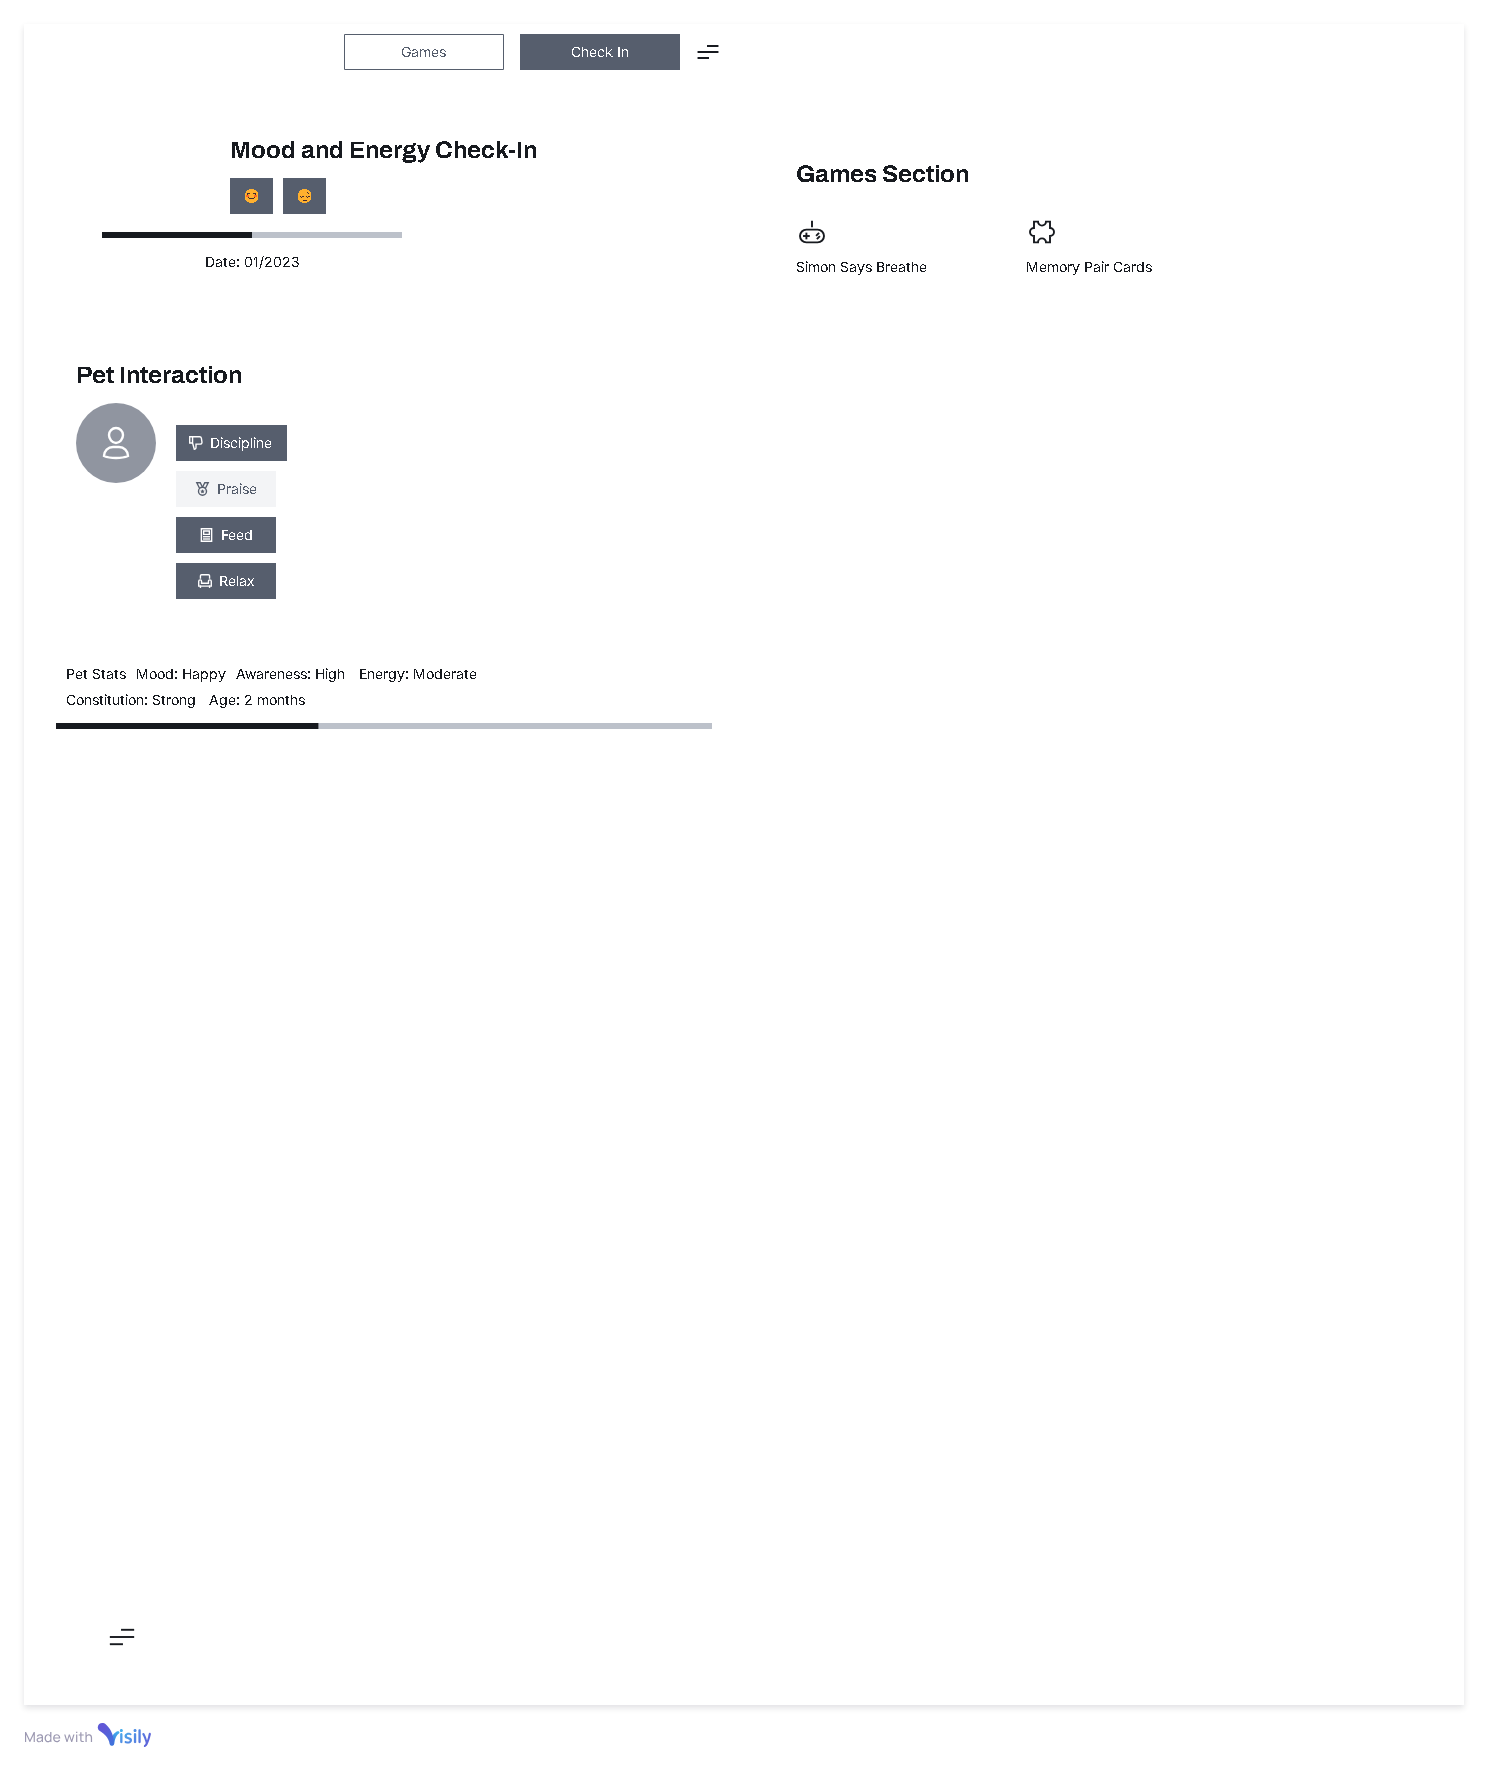 Games
Check In
Mood and Energy Check-In
Date: 01/2023
Games Section
Simon Says Breathe
Memory Pair Cards
Pet Interaction
Discipline
Praise
Feed
Relax
Pet Stats Mood: Happy Awareness: High Energy: Moderate
Constitution: Strong Age: 2 months
Made with Visily